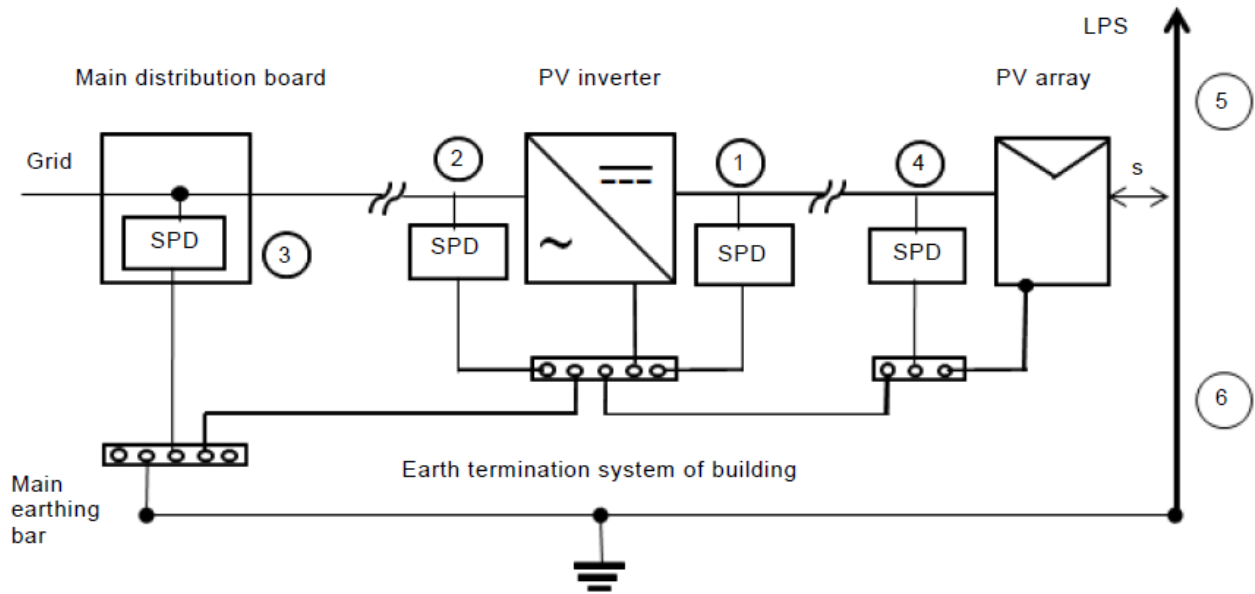 LPS
Main distribution board
PV inverter
PV array
5
Grid
2
1
4
s
SPD
3
SPD
SPD
SPD
6
Earth termination system of building
Main
earthing
bar